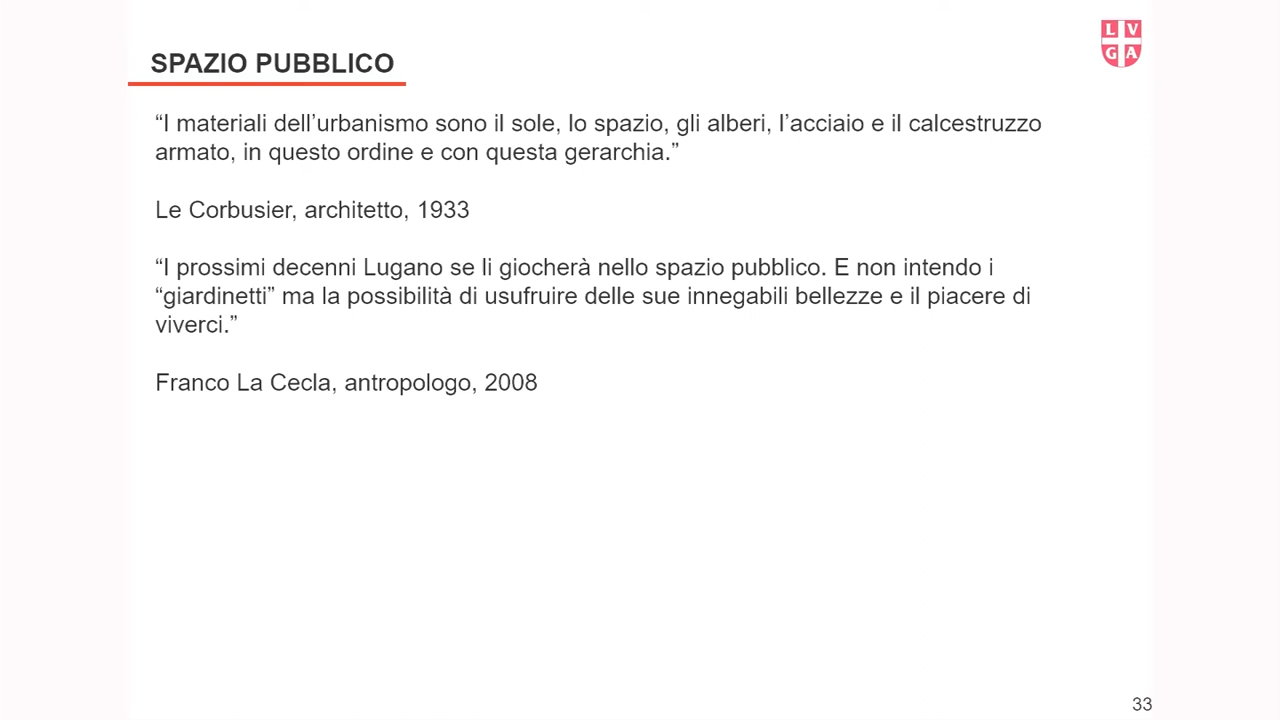 SPAZIO PUBBLICO
L V
G A
“I materiali dell’urbanismo sono il sole, lo spazio, gli alberi, l’acciaio e il calcestruzzo
armato, in questo ordine e con questa gerarchia.”
Le Corbusier, architetto, 1933
“I prossimi decenni Lugano se li giocherà nello spazio pubblico. E non intendo i
“giardinetti” ma la possibilità di usufruire delle sue innegabili bellezze e il piacere di
viverci.”
Franco La Cecla, antropologo, 2008
33